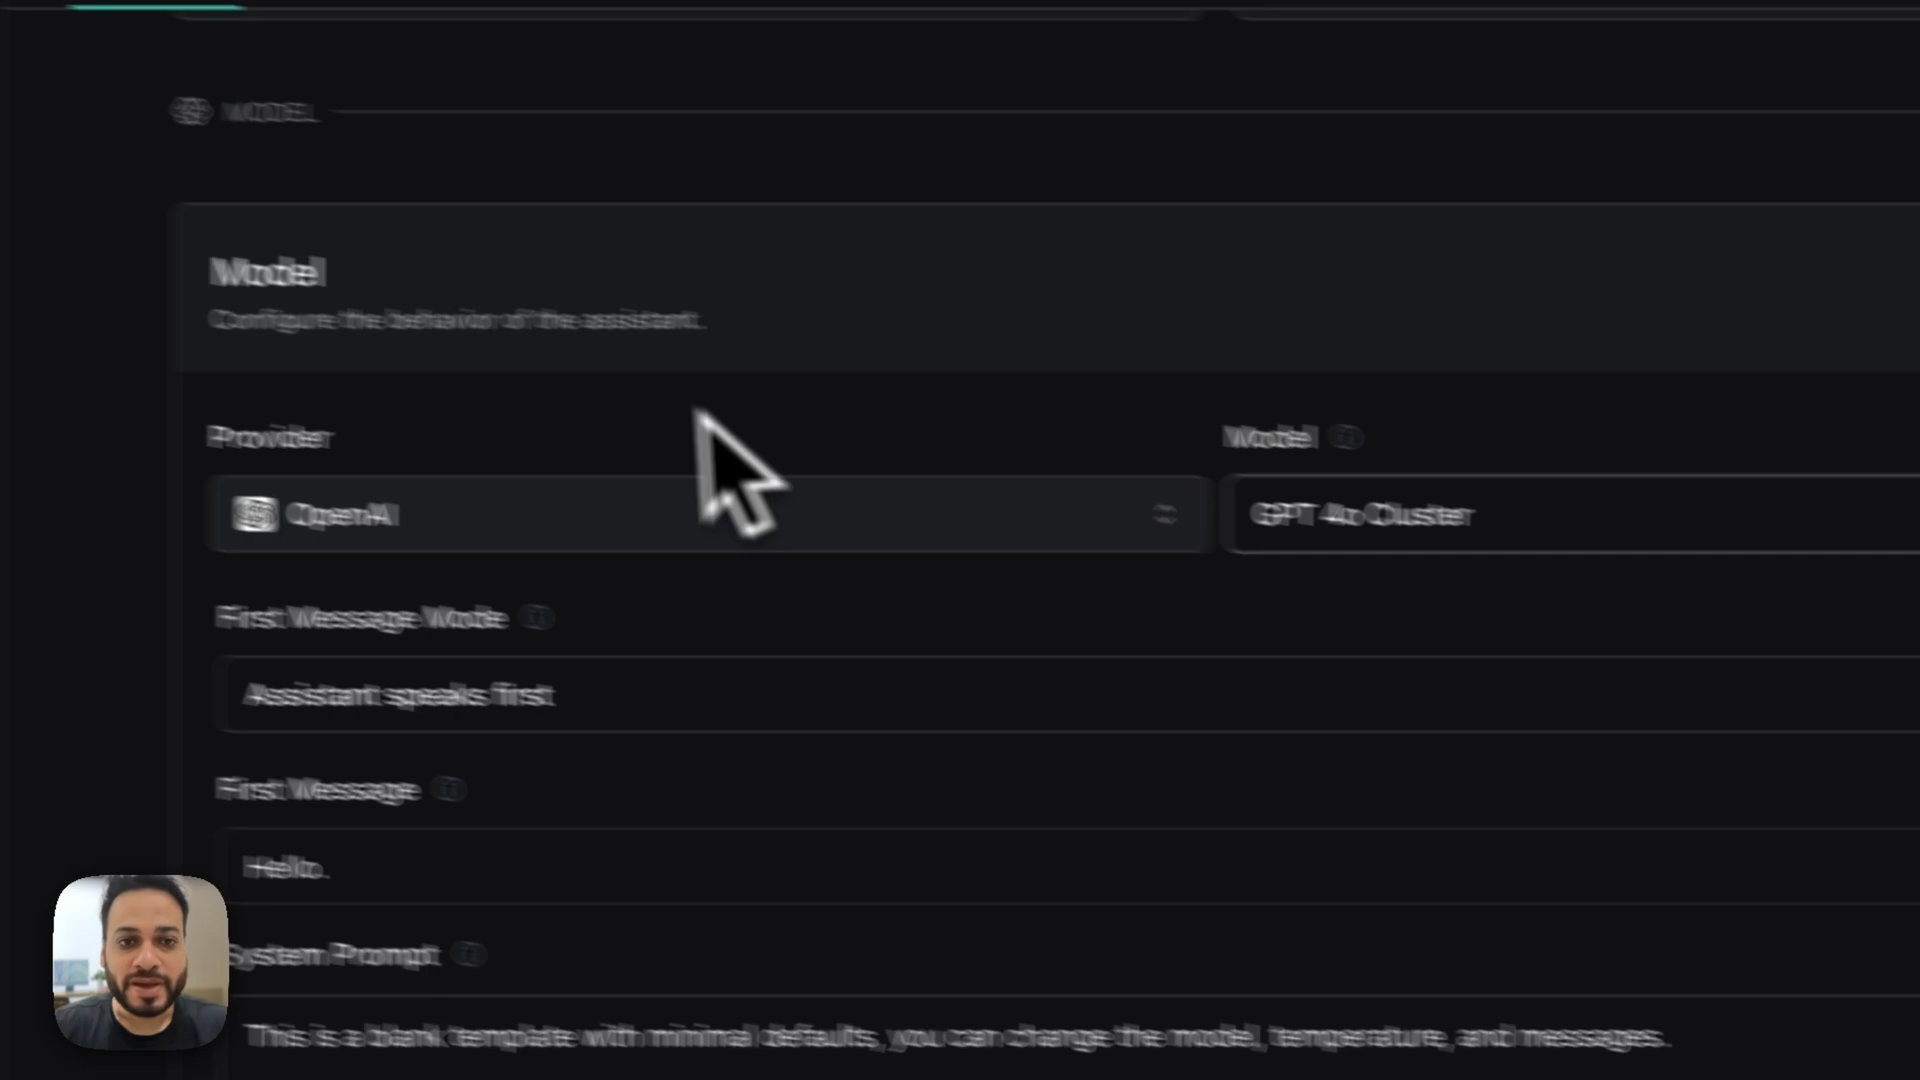 MODEL
Model
Configure the behavior of the assistant.
Provider
Model
OpenAI
GPT 4o Cluster
First Message Mode
Assistant speaks first
First Message
Hello.
System Prompt
This is a blank template with minimal defaults, you can change the model, temperature, and messages.